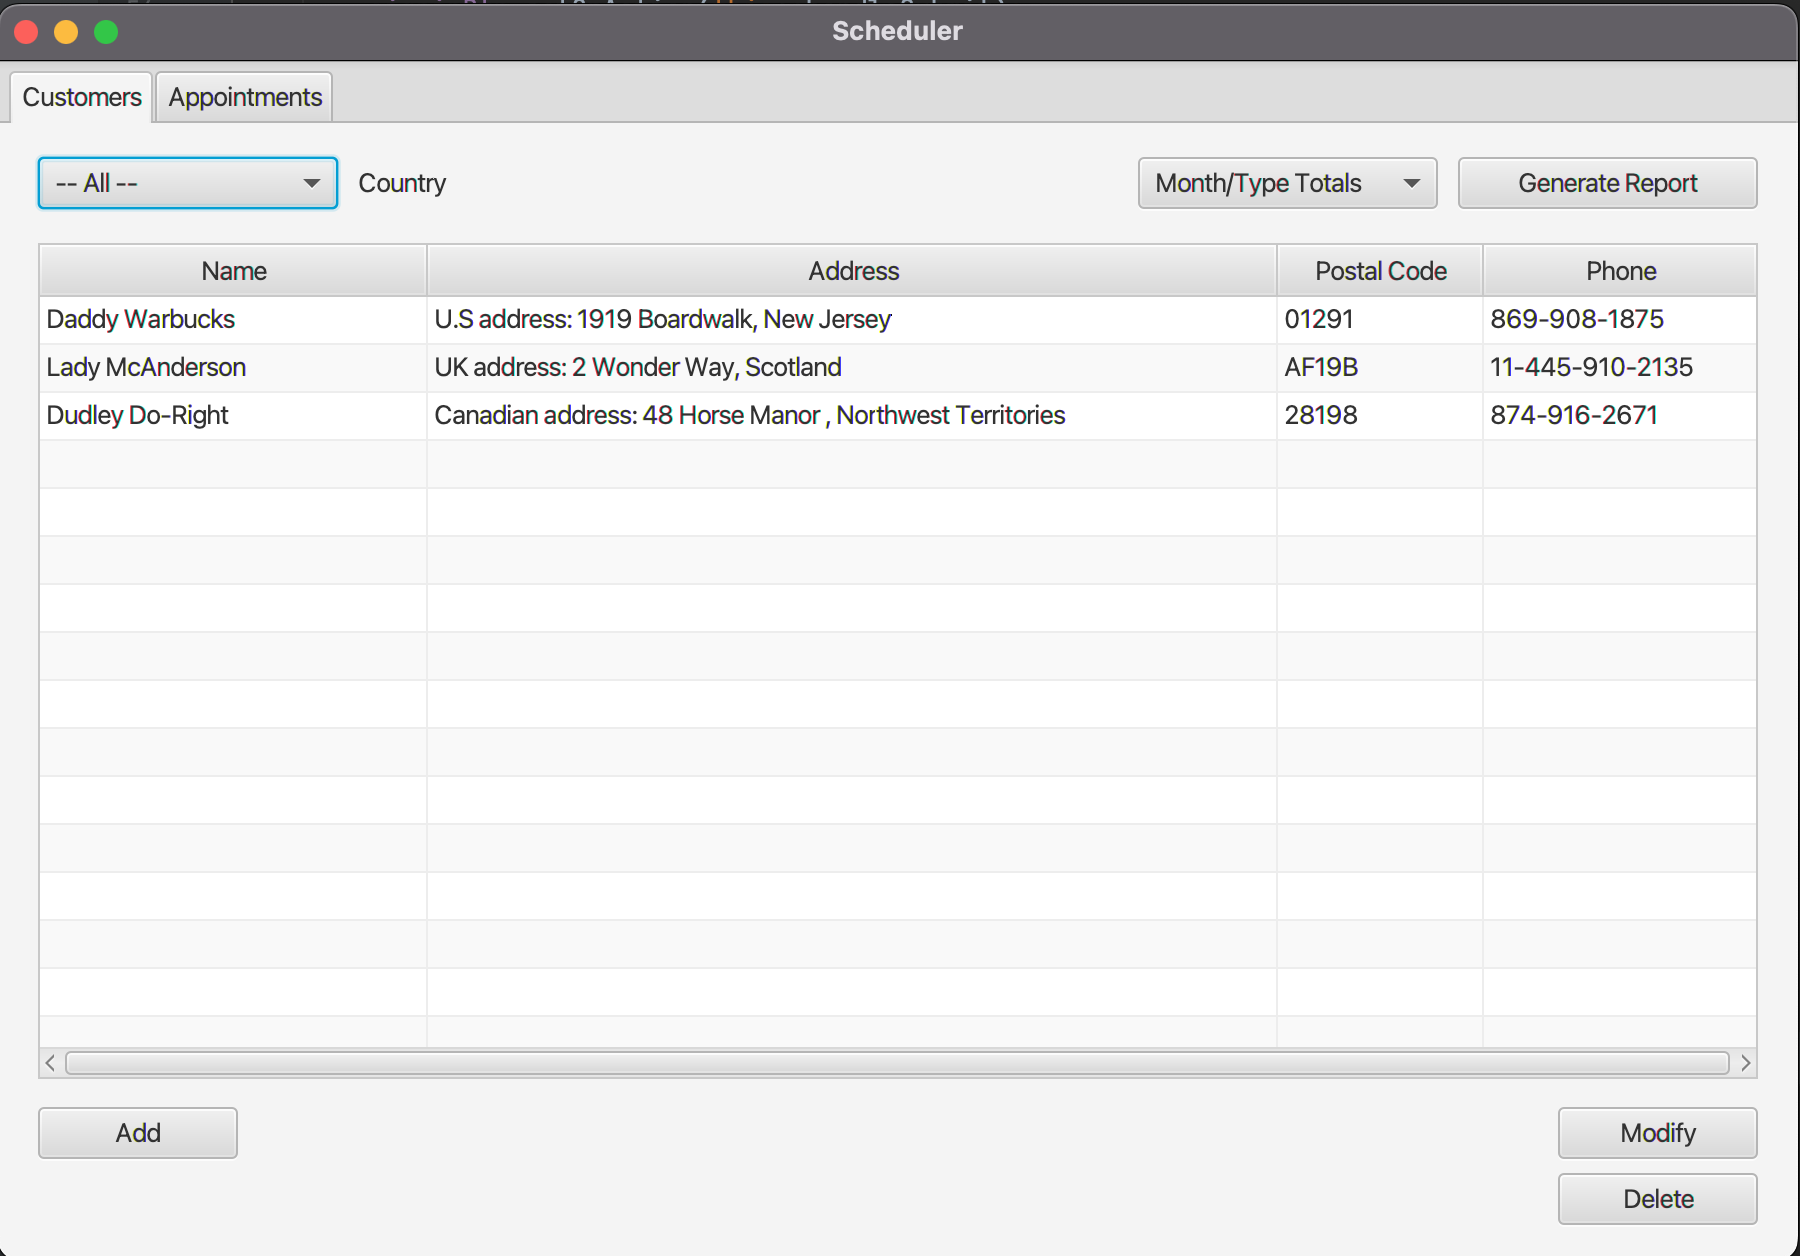 Scheduler
Customers Appointments
-- All -- Country Month/Type Totals Generate Report
Name Address Postal Code Phone
Daddy Warbucks U.S address: 1919 Boardwalk, New Jersey 01291 869-908-1875
Lady McAnderson UK address: 2 Wonder Way, Scotland AF19B 11-445-910-2135
Dudley Do-Right Canadian address: 48 Horse Manor , Northwest Territories 28198 874-916-2671
Add Modify
Delete